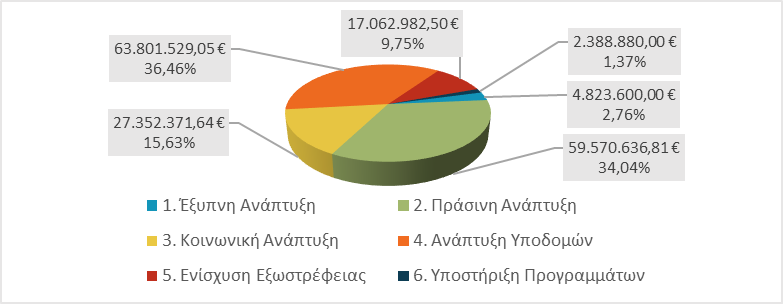 17.062.982,50 €
9,75%
63.801.529,05 €
36,46%
2.388.880,00 €
1,37%
4.823.600,00 €
2,76%
27.352.371,64 €
15,63%
59.570.636,81 €
34,04%
1. Έξυπνη Ανάπτυξη
2. Πράσινη Ανάπτυξη
3. Κοινωνική Ανάπτυξη
4. Ανάπτυξη Υποδομών
5. Ενίσχυση Εξωστρέφειας
6. Υποστήριξη Προγραμμάτων